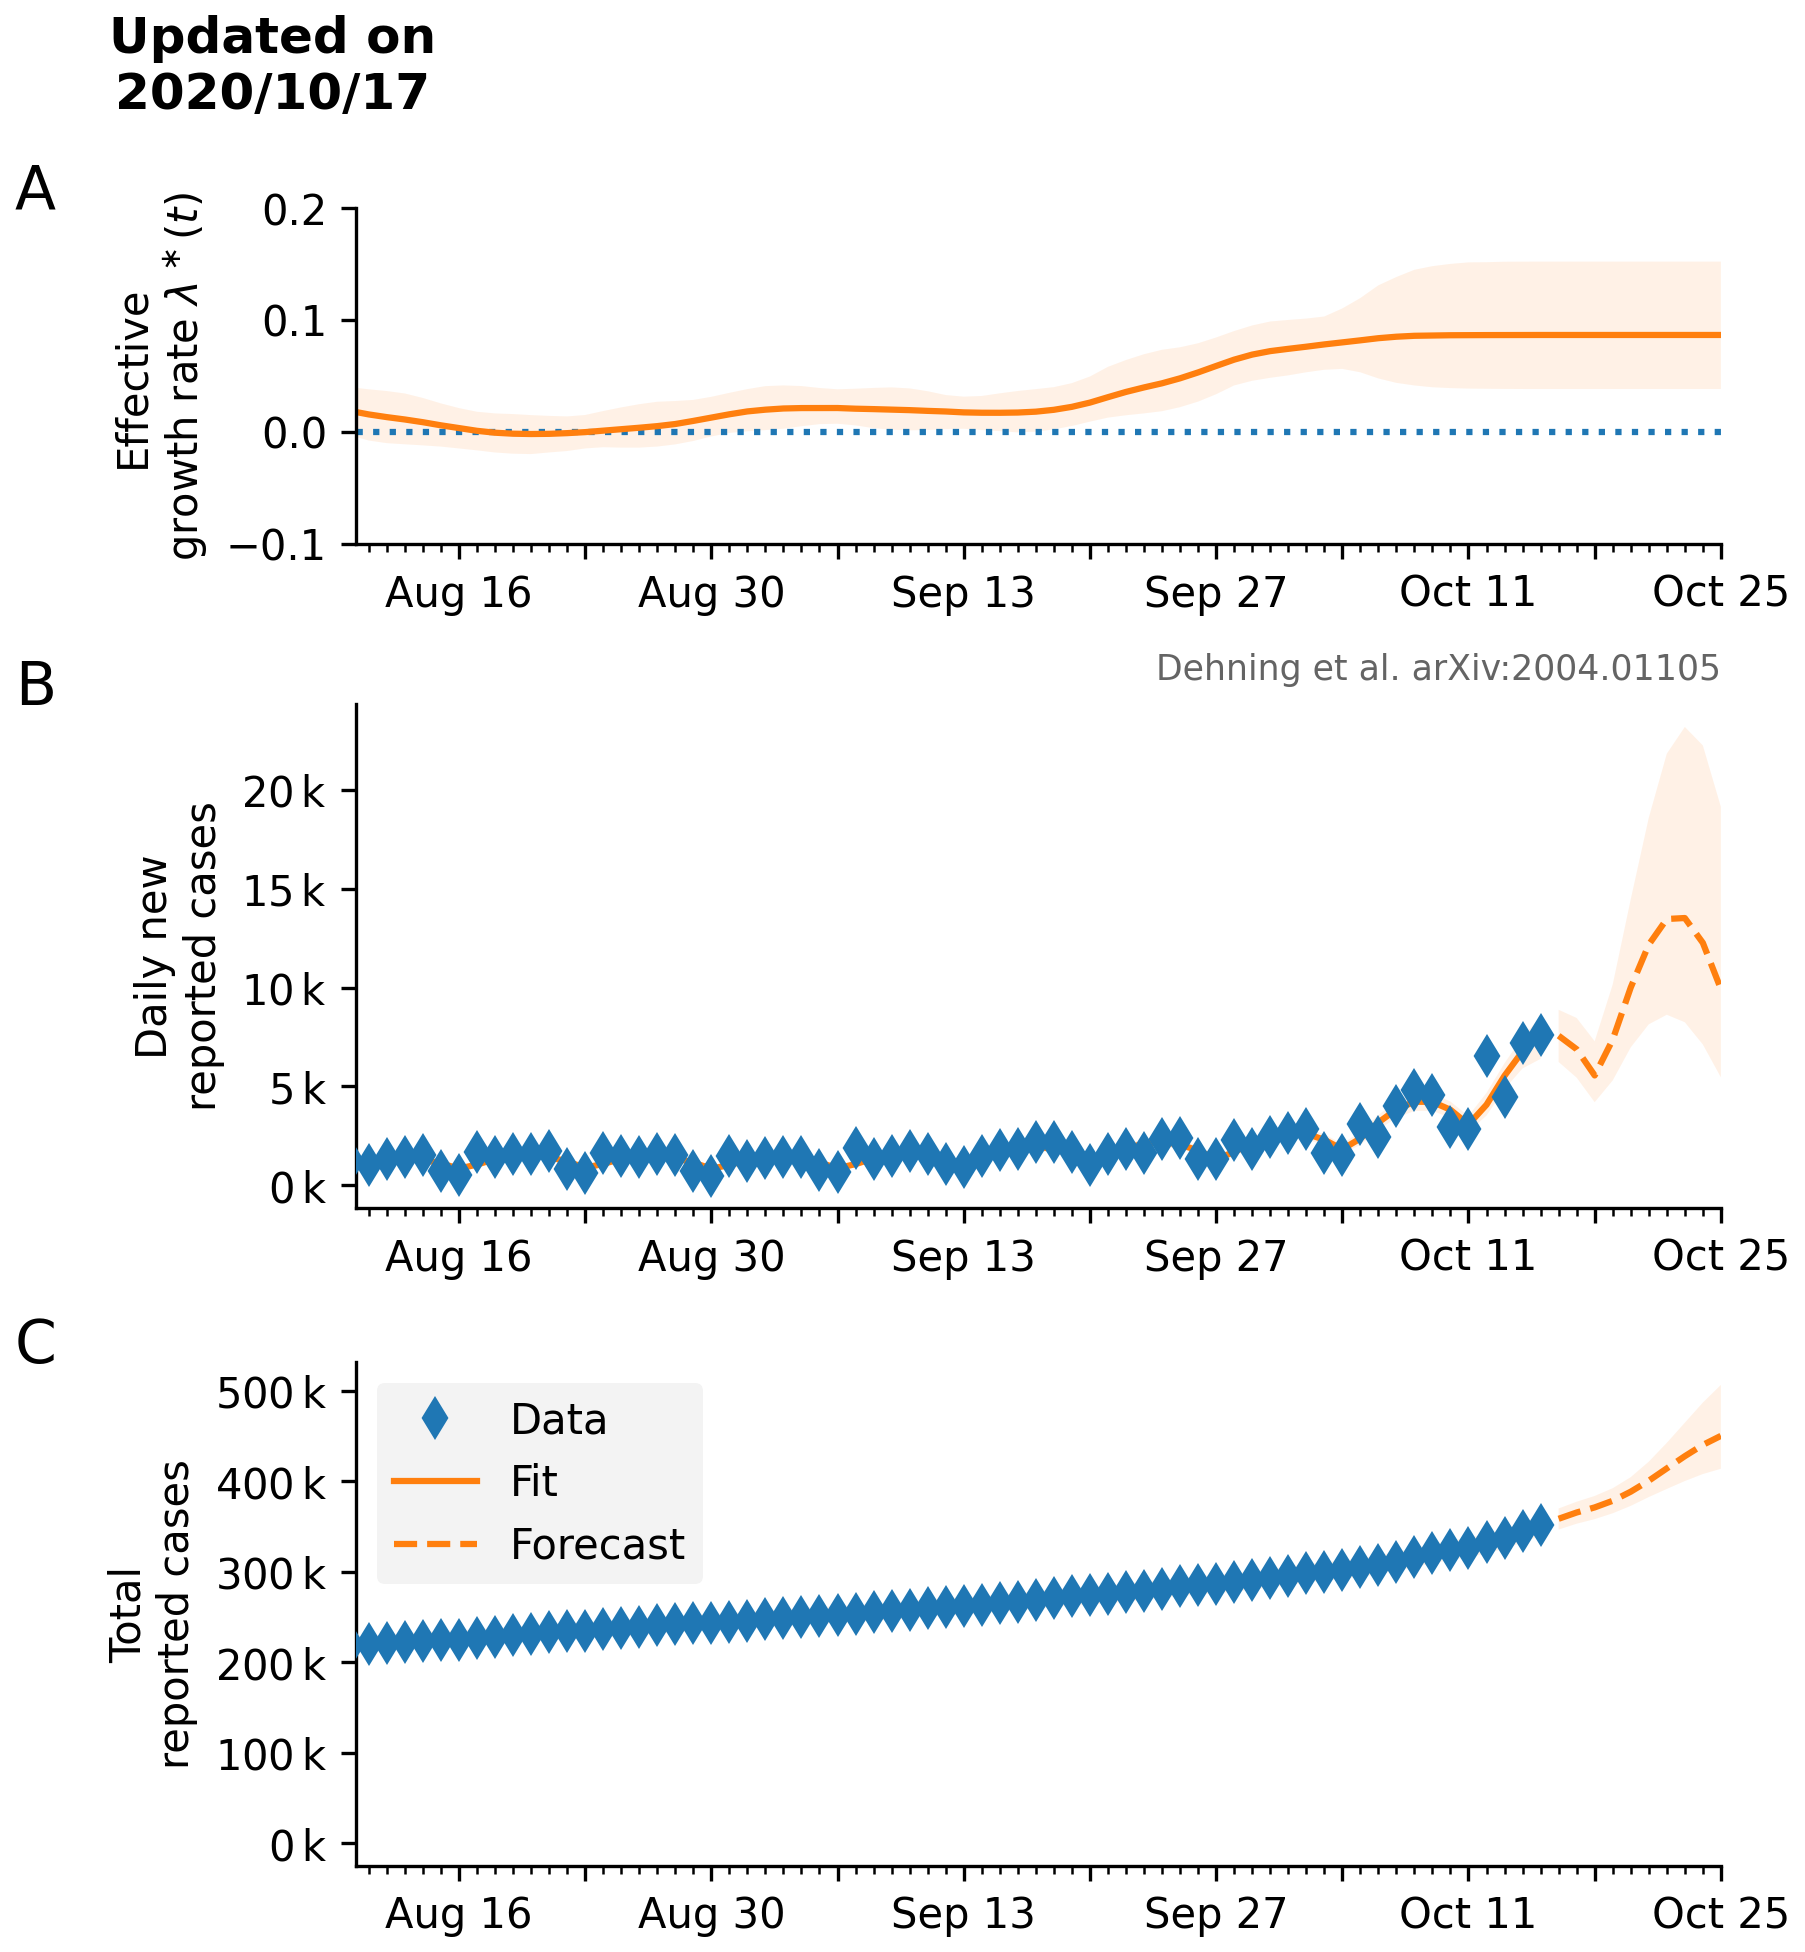 Updated on
2020/10/17
A
Effective
growth rate λ * (t)
0.2
0.1
0.0
−0.1
Aug 16 Aug 30 Sep 13 Sep 27 Oct 11 Oct 25
B
Dehning et al. arXiv:2004.01105
Daily new
reported cases
20 k
15 k
10 k
5 k
0 k
Aug 16 Aug 30 Sep 13 Sep 27 Oct 11 Oct 25
C
Total
reported cases
500 k
400 k
300 k
200 k
100 k
0 k
Data
Fit
Forecast
Aug 16 Aug 30 Sep 13 Sep 27 Oct 11 Oct 25